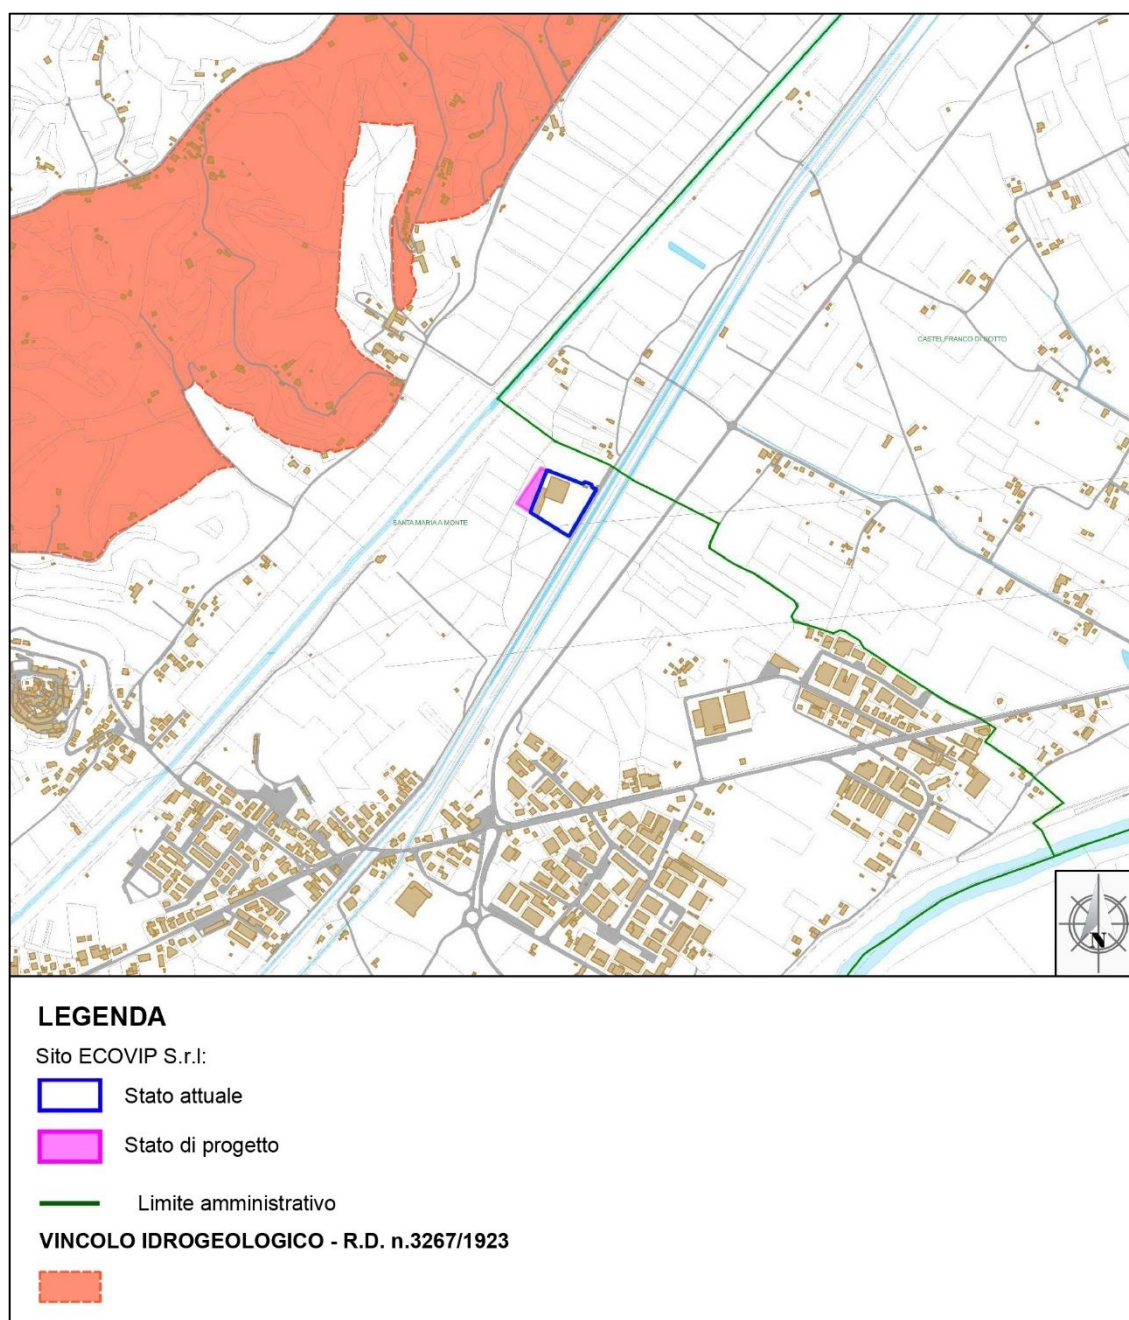 CASTELFRANCO DI SOTTO
SANTA MARIA A MONTE
N
LEGENDA
Sito ECOVIP S.r.l:
Stato attuale
Stato di progetto
Limite amministrativo
VINCOLO IDROGEOLOGICO - R.D. n.3267/1923